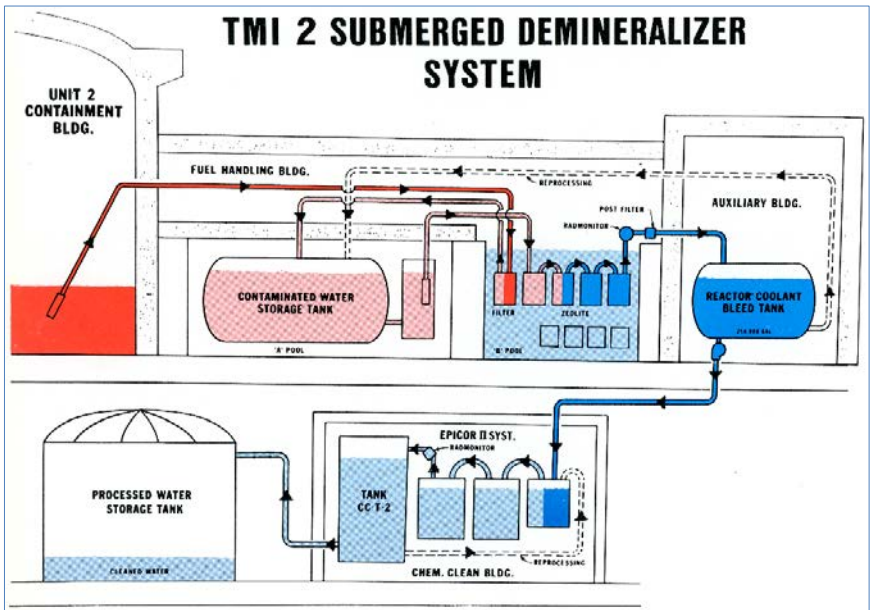 TMI 2 SUBMERGED DEMINERALIZER
SYSTEM
UNIT 2
CONTAINMENT
BLDG.
FUEL HANDLING BLDG.
REPROCESSING
AUXILIARY BLDG.
POST FILTER
RADMONITOR
CONTAMINATED WATER
STORAGE TANK
'A' POOL
FILTER
ZEOLITE
'B' POOL
REACTOR COOLANT
BLEED TANK
EPICOR II SYST.
RADMONITOR
PROCESSED WATER
STORAGE TANK
CLEANED WATER
TANK
CC T-2
REPROCESSING
CHEM. CLEAN BLDG.